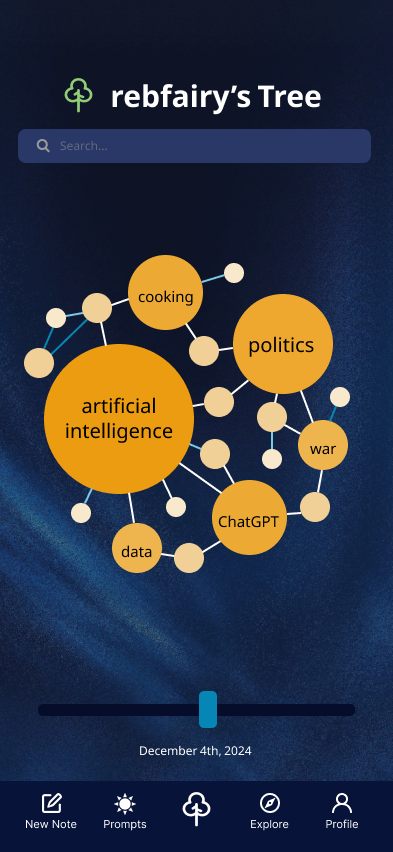 rebfairy’s Tree
Search...
cooking
politics
artificial
intelligence
war
ChatGPT
data
December 4th, 2024
New Note
Prompts
Explore
Profile